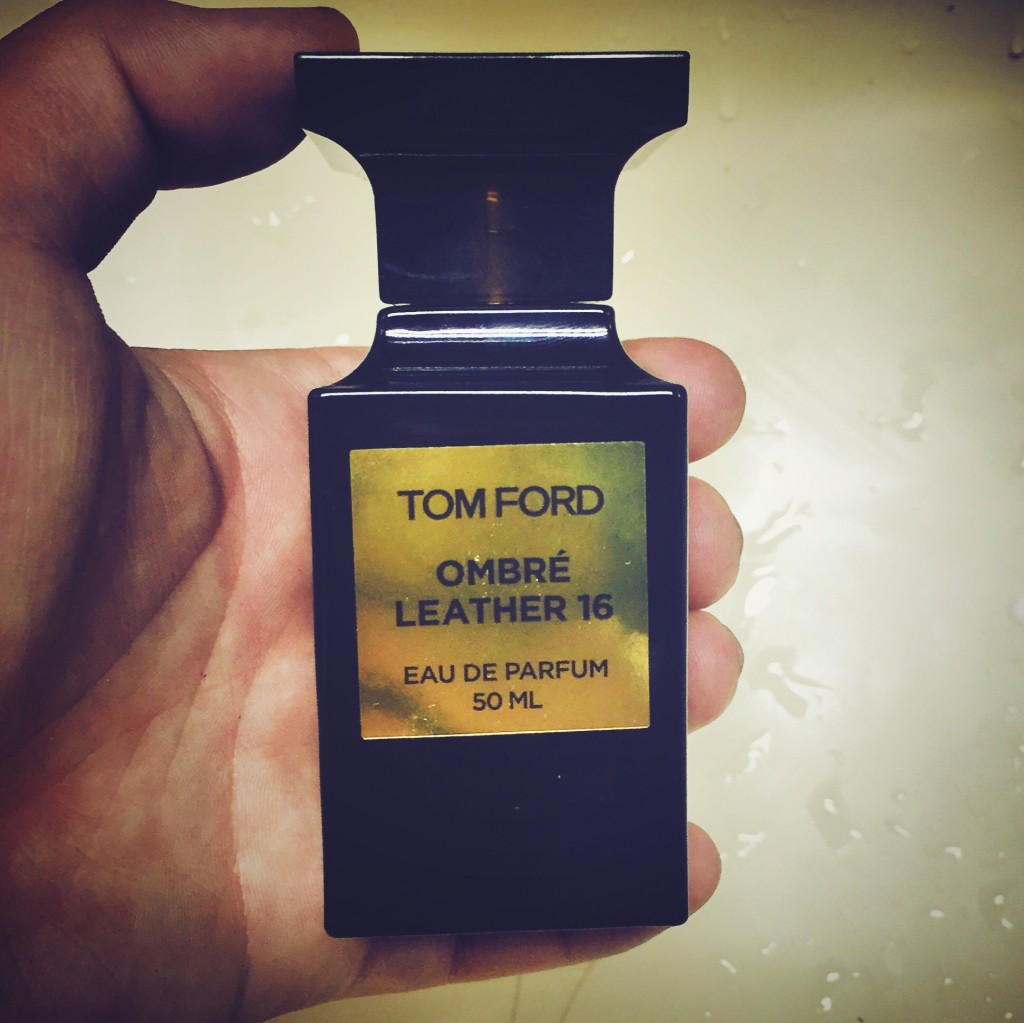 TOM FORD
OMBRÉ
LEATHER 16
EAU DE PARFUM
50 ML